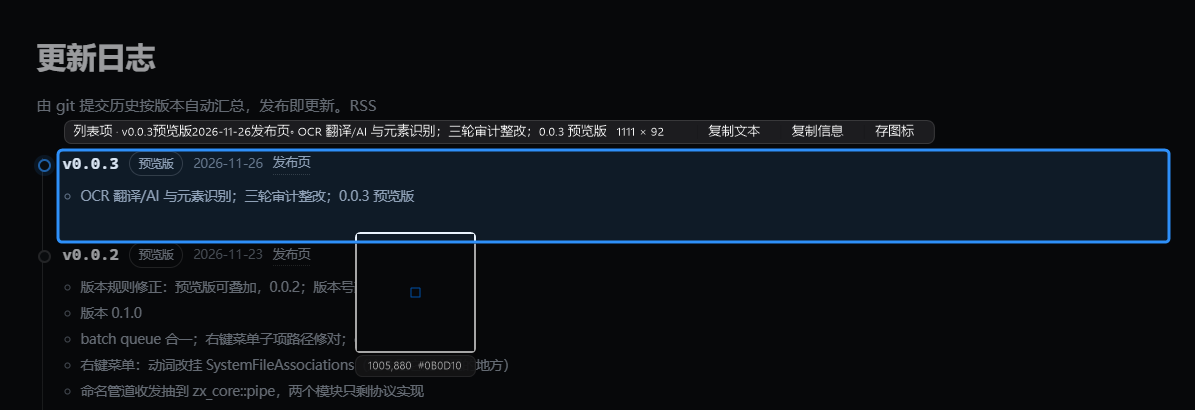 更新日志
由 git 提交历史按版本自动汇总，发布即更新。RSS
列表项 · v0.0.3预览版2026-11-26发布页• OCR 翻译/AI 与元素识别；三轮审计整改；0.0.3 预览版 1111 × 92 复制文本 复制信息 存图标
v0.0.3 预览版 2026-11-26 发布页
OCR 翻译/AI 与元素识别；三轮审计整改；0.0.3 预览版
v0.0.2 预览版 2026-11-23 发布页
版本规则修正：预览版可叠加，0.0.2；版本号
版本 0.1.0
batch queue 合一；右键菜单子项路径修对；
右键菜单：动词改挂 SystemFileAssociations 1005,880 #0B0D10 地方）
命名管道收发抽到 zx_core::pipe，两个模块只剩协议实现